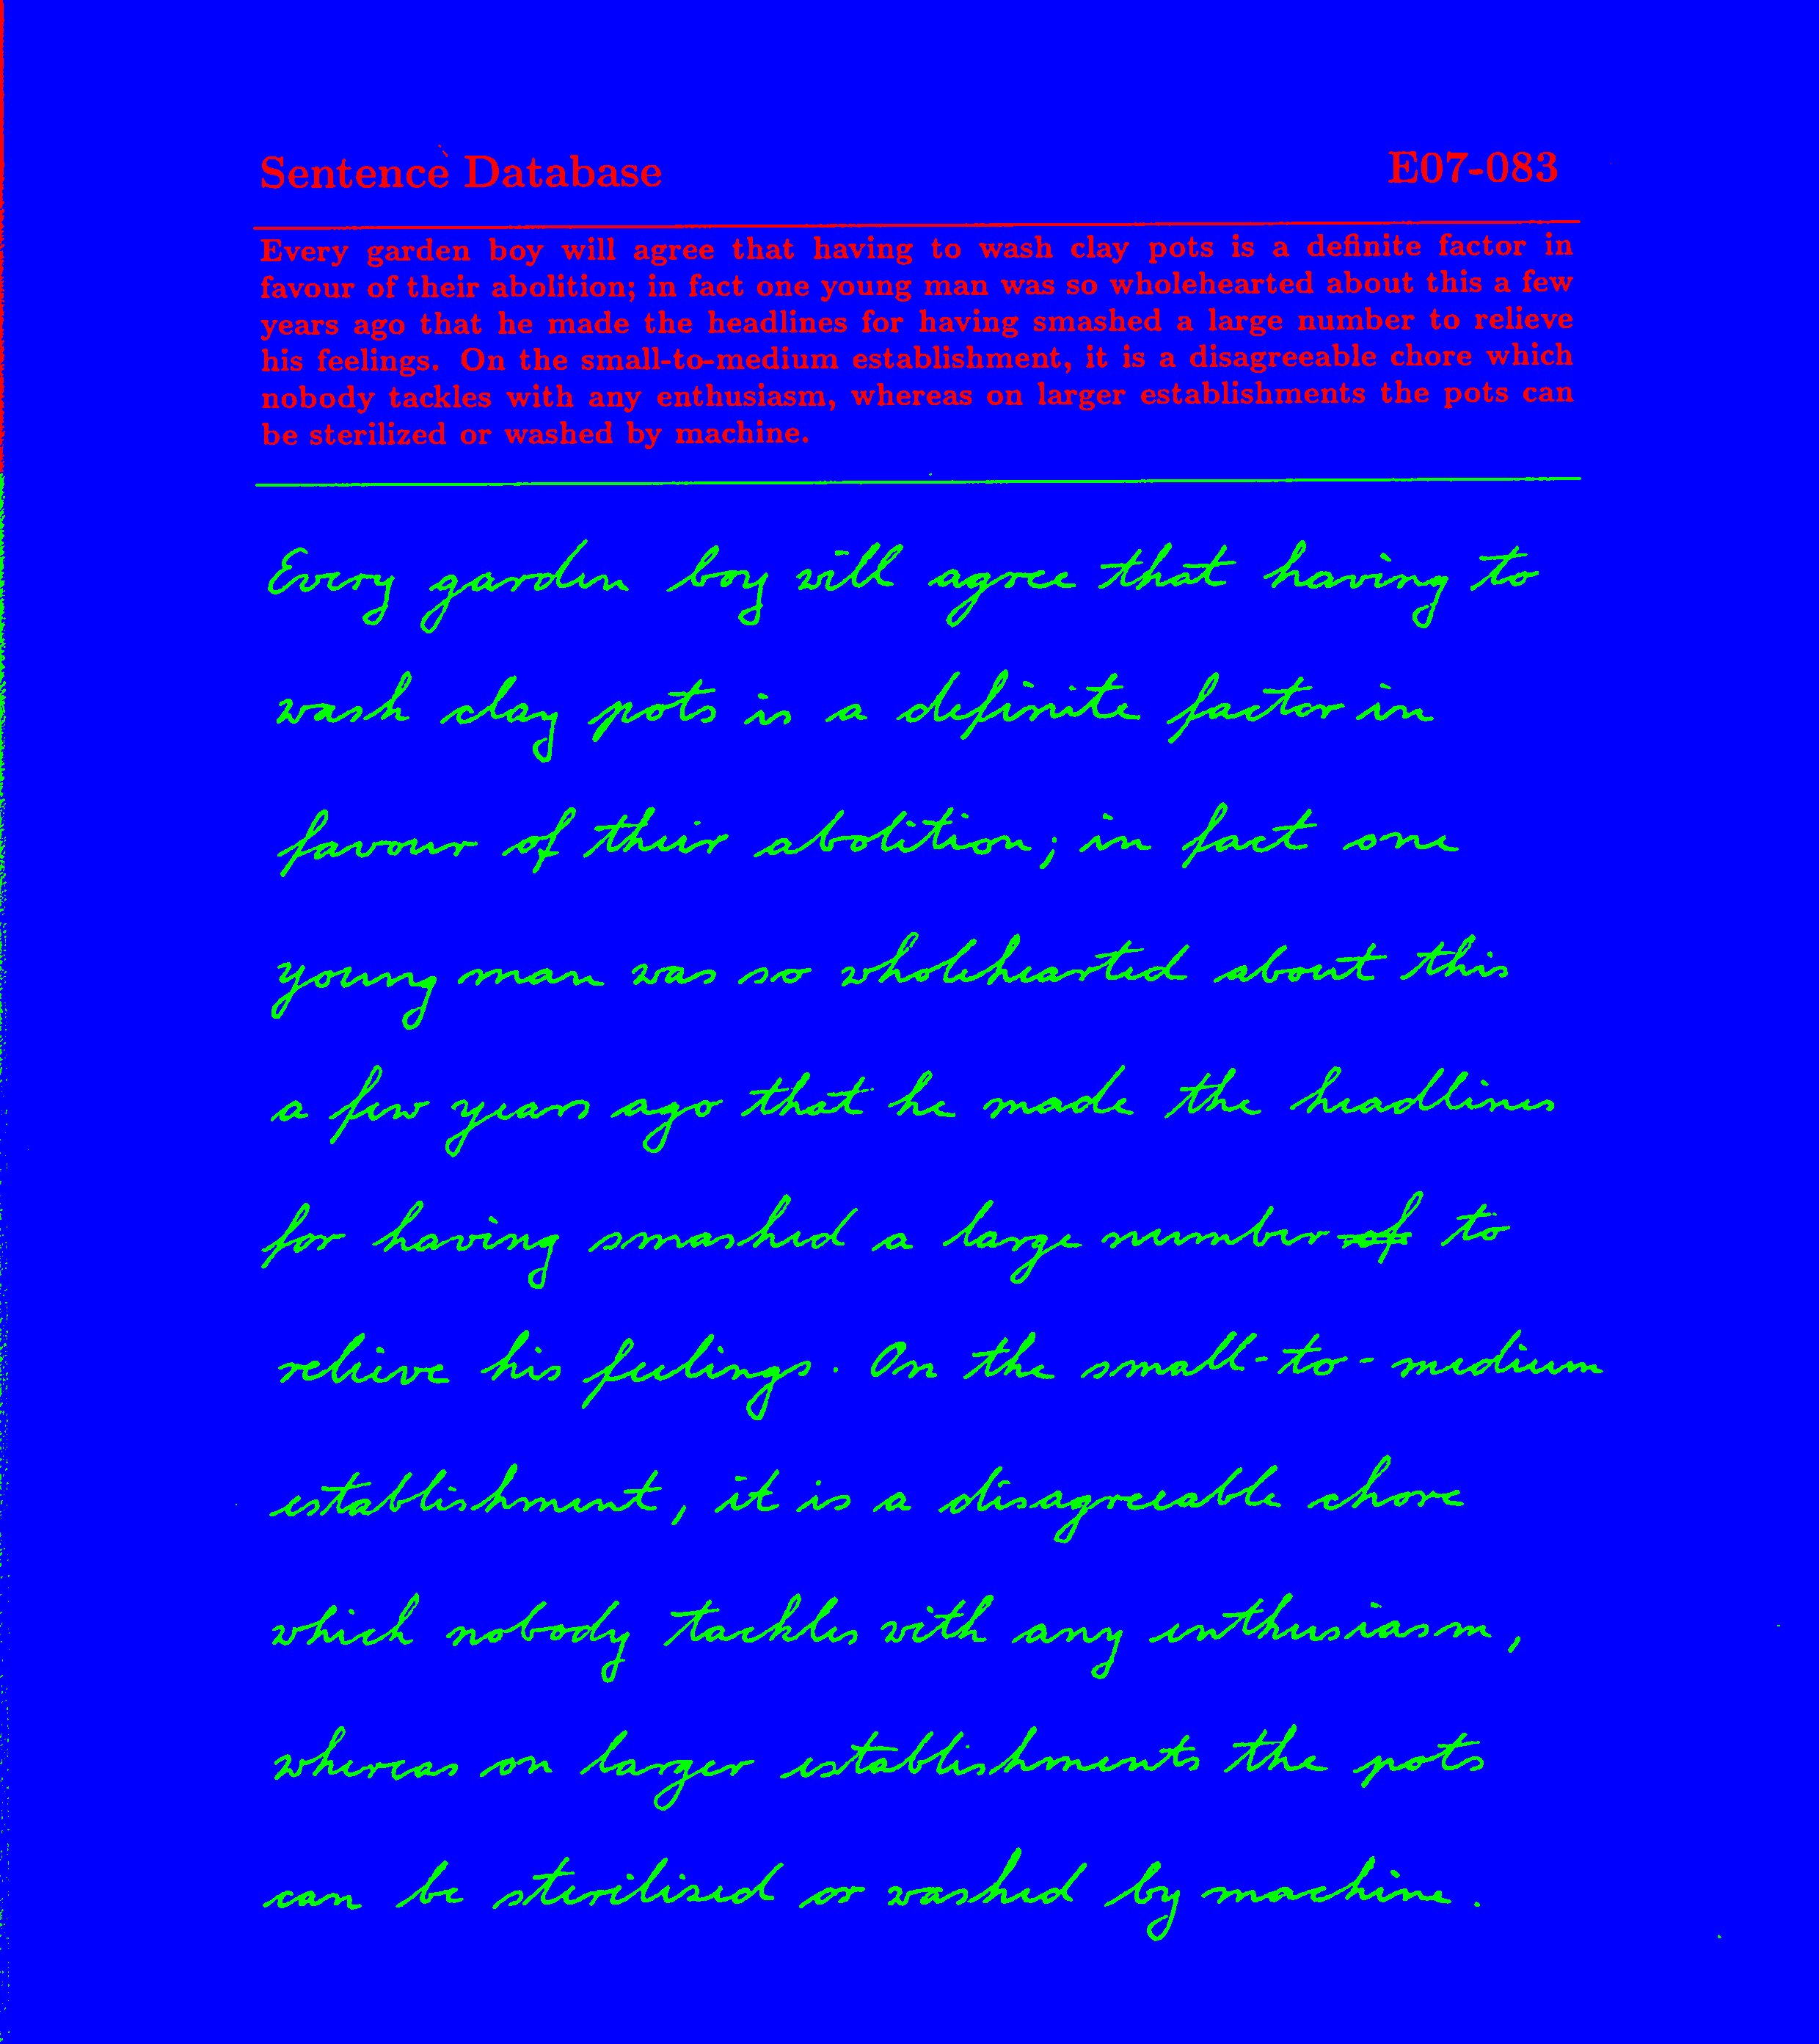 Sentence Database E07-083
Every garden boy will agree that having to wash clay pots is a definite factor in
favour of their abolition; in fact one young man was so wholehearted about this a few
years ago that he made the headlines for having smashed a large number to relieve
his feelings. On the small-to-medium establishment, it is a disagreeable chore which
nobody tackles with any enthusiasm, whereas on larger establishments the pots can
be sterilized or washed by machine.
Every garden boy will agree that having to
wash clay pots is a definite factor in
favour of their abolition; in fact one
young man was so wholehearted about this
a few years ago that he made the headlines
for having smashed a large number of to
relieve his feelings. On the small-to-medium
establishment, it is a disagreeable chore
which nobody tackles with any enthusiasm,
whereas on larger establishments the pots
can be sterilised or washed by machine.